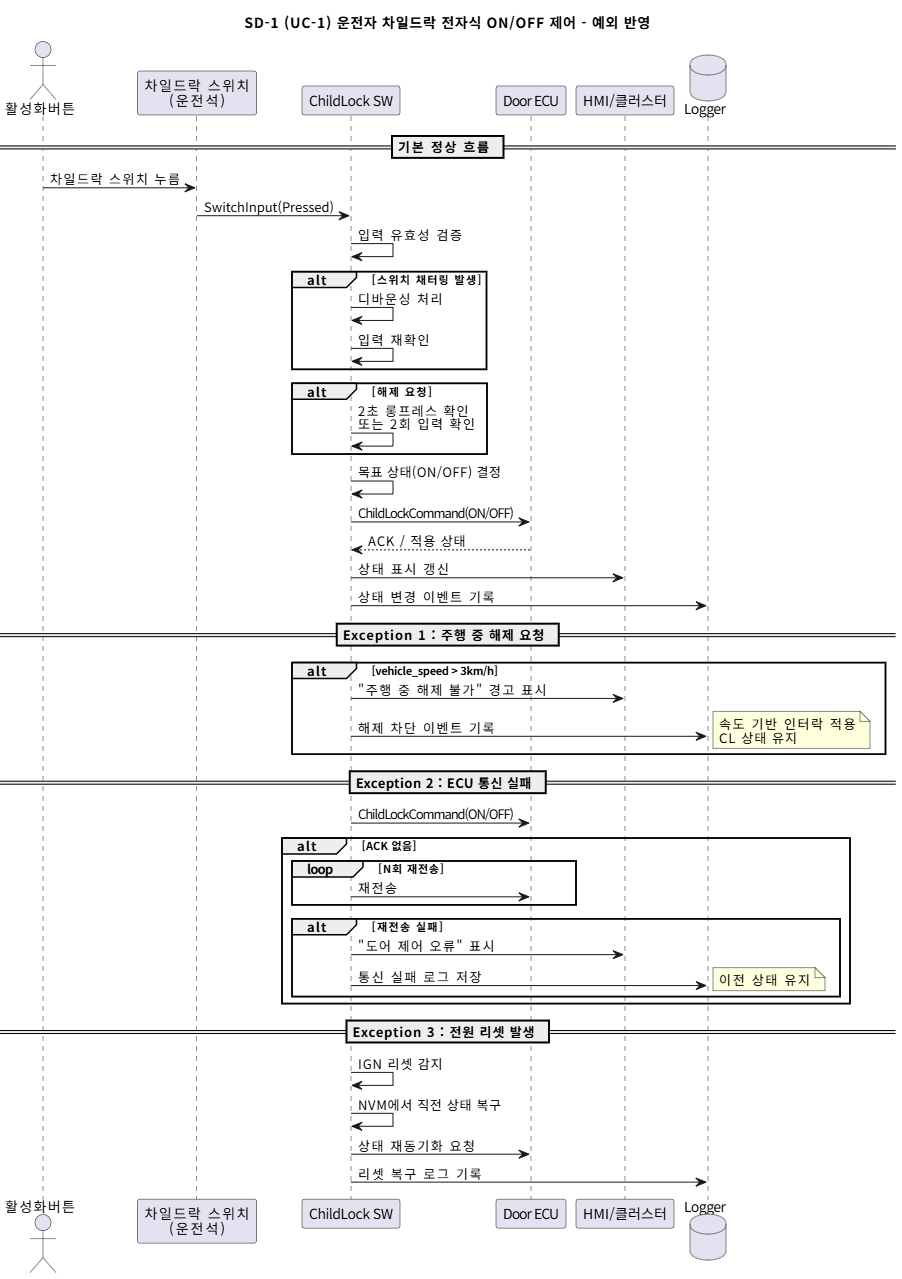 SD-1 (UC-1) 운전자 차일드락 전자식 ON/OFF 제어 - 예외 반영
활성화버튼
차일드락 스위치
(운전석)
ChildLock SW
Door ECU
HMI/클러스터
Logger
기본 정상 흐름
차일드락 스위치 누름
SwitchInput(Pressed)
입력 유효성 검증
alt
[스위치 채터링 발생]
디바운싱 처리
입력 재확인
alt
[해제 요청]
2초 롱프레스 확인
또는 2회 입력 확인
목표 상태(ON/OFF) 결정
ChildLockCommand(ON/OFF)
ACK / 적용 상태
상태 표시 갱신
상태 변경 이벤트 기록
Exception 1 : 주행 중 해제 요청
alt
[vehicle_speed > 3km/h]
"주행 중 해제 불가" 경고 표시
해제 차단 이벤트 기록
속도 기반 인터락 적용
CL 상태 유지
Exception 2 : ECU 통신 실패
ChildLockCommand(ON/OFF)
alt
[ACK 없음]
loop
[N회 재전송]
재전송
alt
[재전송 실패]
"도어 제어 오류" 표시
통신 실패 로그 저장
이전 상태 유지
Exception 3 : 전원 리셋 발생
IGN 리셋 감지
NVM에서 직전 상태 복구
상태 재동기화 요청
리셋 복구 로그 기록
활성화버튼
차일드락 스위치
(운전석)
ChildLock SW
Door ECU
HMI/클러스터
Logger